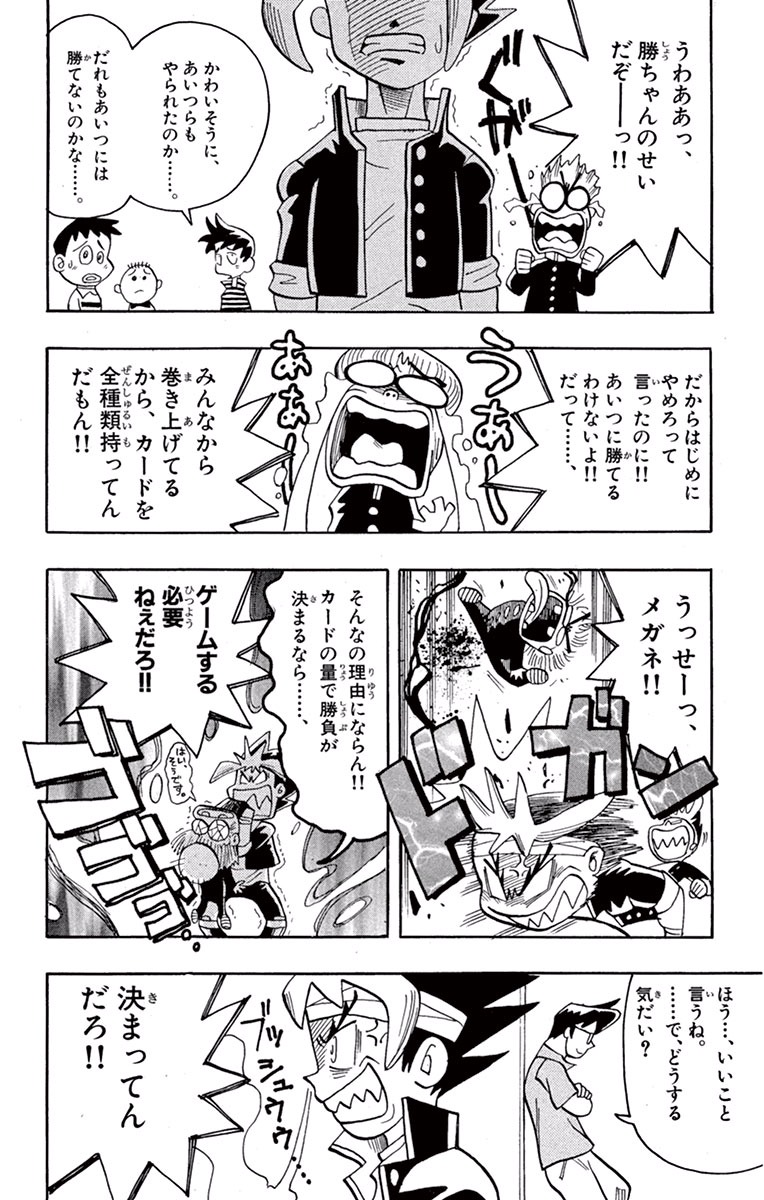 うわああっ、
勝ちゃんのせい
だぞーーっ!!
かわいそうに、
あいつらも
やられたのか……。
だれもあいつには
勝てないのかな……。
だからはじめに
やめろって
言ったのに!!
あいつに勝てる
わけないよ!!
だって……、
うあーー
あぁあぁー
みんなから
巻き上げてる
から、カードを
全種類持ってん
だもん!!
うっせーっ、
メガネ!!
ドガン
そんなの理由にならん!!
カードの量で勝負が
決まるなら……、
ゲームする
必要
ねぇだろ!!
はい、
そうです。
ほう…、いいこと
言うね。
……で、どうする
気だい?
ブッシュウゥ…
決まってん
だろ!!